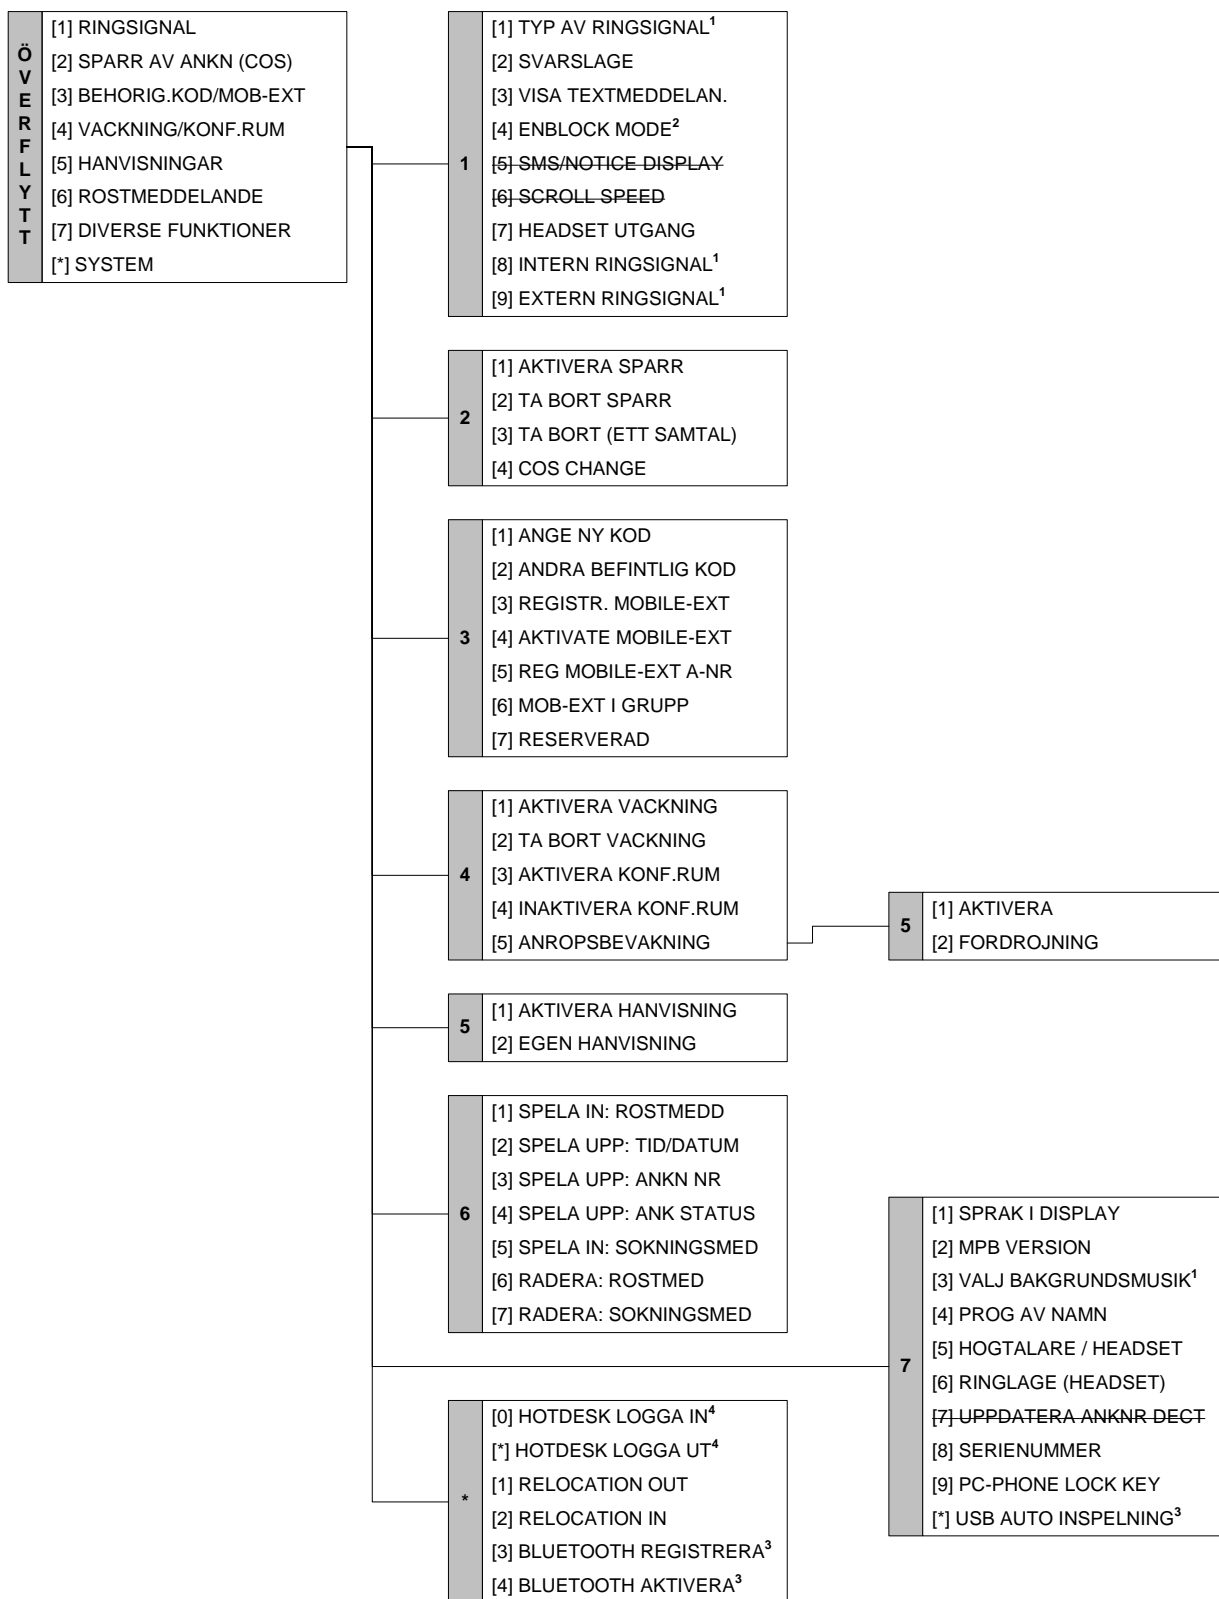 ÖVERFLYTT
[1] RINGSIGNAL
[2] SPARR AV ANKN (COS)
[3] BEHORIG.KOD/MOB-EXT
[4] VACKNING/KONF.RUM
[5] HANVISNINGAR
[6] ROSTMEDDELANDE
[7] DIVERSE FUNKTIONER
[*] SYSTEM
1
[1] TYP AV RINGSIGNAL¹
[2] SVARSLAGE
[3] VISA TEXTMEDDELAN.
[4] ENBLOCK MODE²
[5] SMS/NOTICE DISPLAY
[6] SCROLL SPEED
[7] HEADSET UTGANG
[8] INTERN RINGSIGNAL¹
[9] EXTERN RINGSIGNAL¹
2
[1] AKTIVERA SPARR
[2] TA BORT SPARR
[3] TA BORT (ETT SAMTAL)
[4] COS CHANGE
3
[1] ANGE NY KOD
[2] ANDRA BEFINTLIG KOD
[3] REGISTR. MOBILE-EXT
[4] AKTIVATE MOBILE-EXT
[5] REG MOBILE-EXT A-NR
[6] MOB-EXT I GRUPP
[7] RESERVERAD
4
[1] AKTIVERA VACKNING
[2] TA BORT VACKNING
[3] AKTIVERA KONF.RUM
[4] INAKTIVERA KONF.RUM
[5] ANROPSBEVAKNING
5
[1] AKTIVERA
[2] FORDROJNING
5
[1] AKTIVERA HANVISNING
[2] EGEN HANVISNING
6
[1] SPELA IN: ROSTMEDD
[2] SPELA UPP: TID/DATUM
[3] SPELA UPP: ANKN NR
[4] SPELA UPP: ANK STATUS
[5] SPELA IN: SOKNINGSMED
[6] RADERA: ROSTMED
[7] RADERA: SOKNINGSMED
7
[1] SPRAK I DISPLAY
[2] MPB VERSION
[3] VALJ BAKGRUNDSMUSIK¹
[4] PROG AV NAMN
[5] HOGTALARE / HEADSET
[6] RINGLAGE (HEADSET)
[7] UPPDATERA ANKNR DECT
[8] SERIENUMMER
[9] PC-PHONE LOCK KEY
[*] USB AUTO INSPELNING³
*
[0] HOTDESK LOGGA IN⁴
[*] HOTDESK LOGGA UT⁴
[1] RELOCATION OUT
[2] RELOCATION IN
[3] BLUETOOTH REGISTRERA³
[4] BLUETOOTH AKTIVERA³